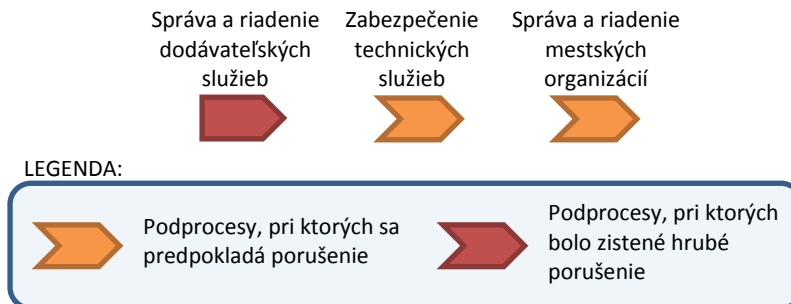 Správa a riadenie
dodávateľských
služieb
Zabezpečenie
technických
služieb
Správa a riadenie
mestských
organizácií
LEGENDA:
Podprocesy, pri ktorých sa
predpokladá porušenie
Podprocesy, pri ktorých
bolo zistené hrubé
porušenie